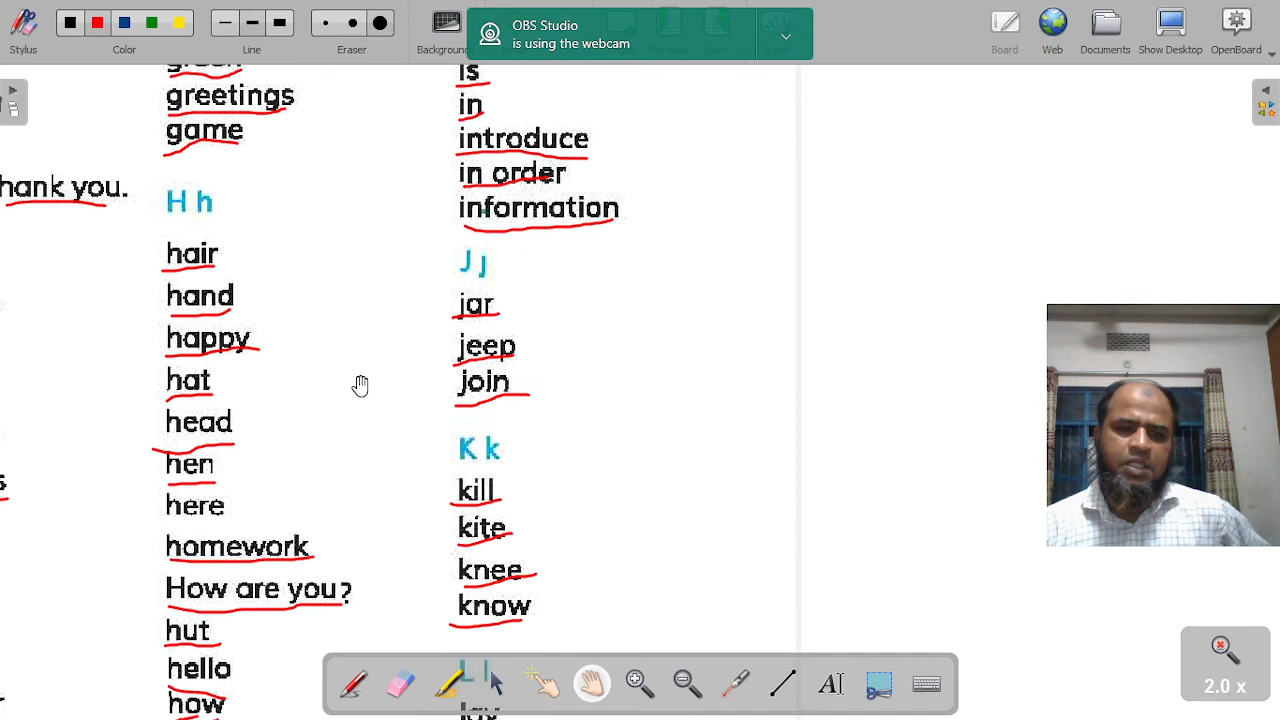 OBS Studio
is using the webcam
Stylus
Color
Line
Eraser
Board
Web
Documents
Show Desktop
OpenBoard
hank you.
greetings
game
H h
hair
hand
happy
hat
head
hen
here
homework
How are you?
hut
hello
how
is
in
introduce
in order
information
J j
jar
jeep
join
K k
kill
kite
knee
know
L l
2.0 x